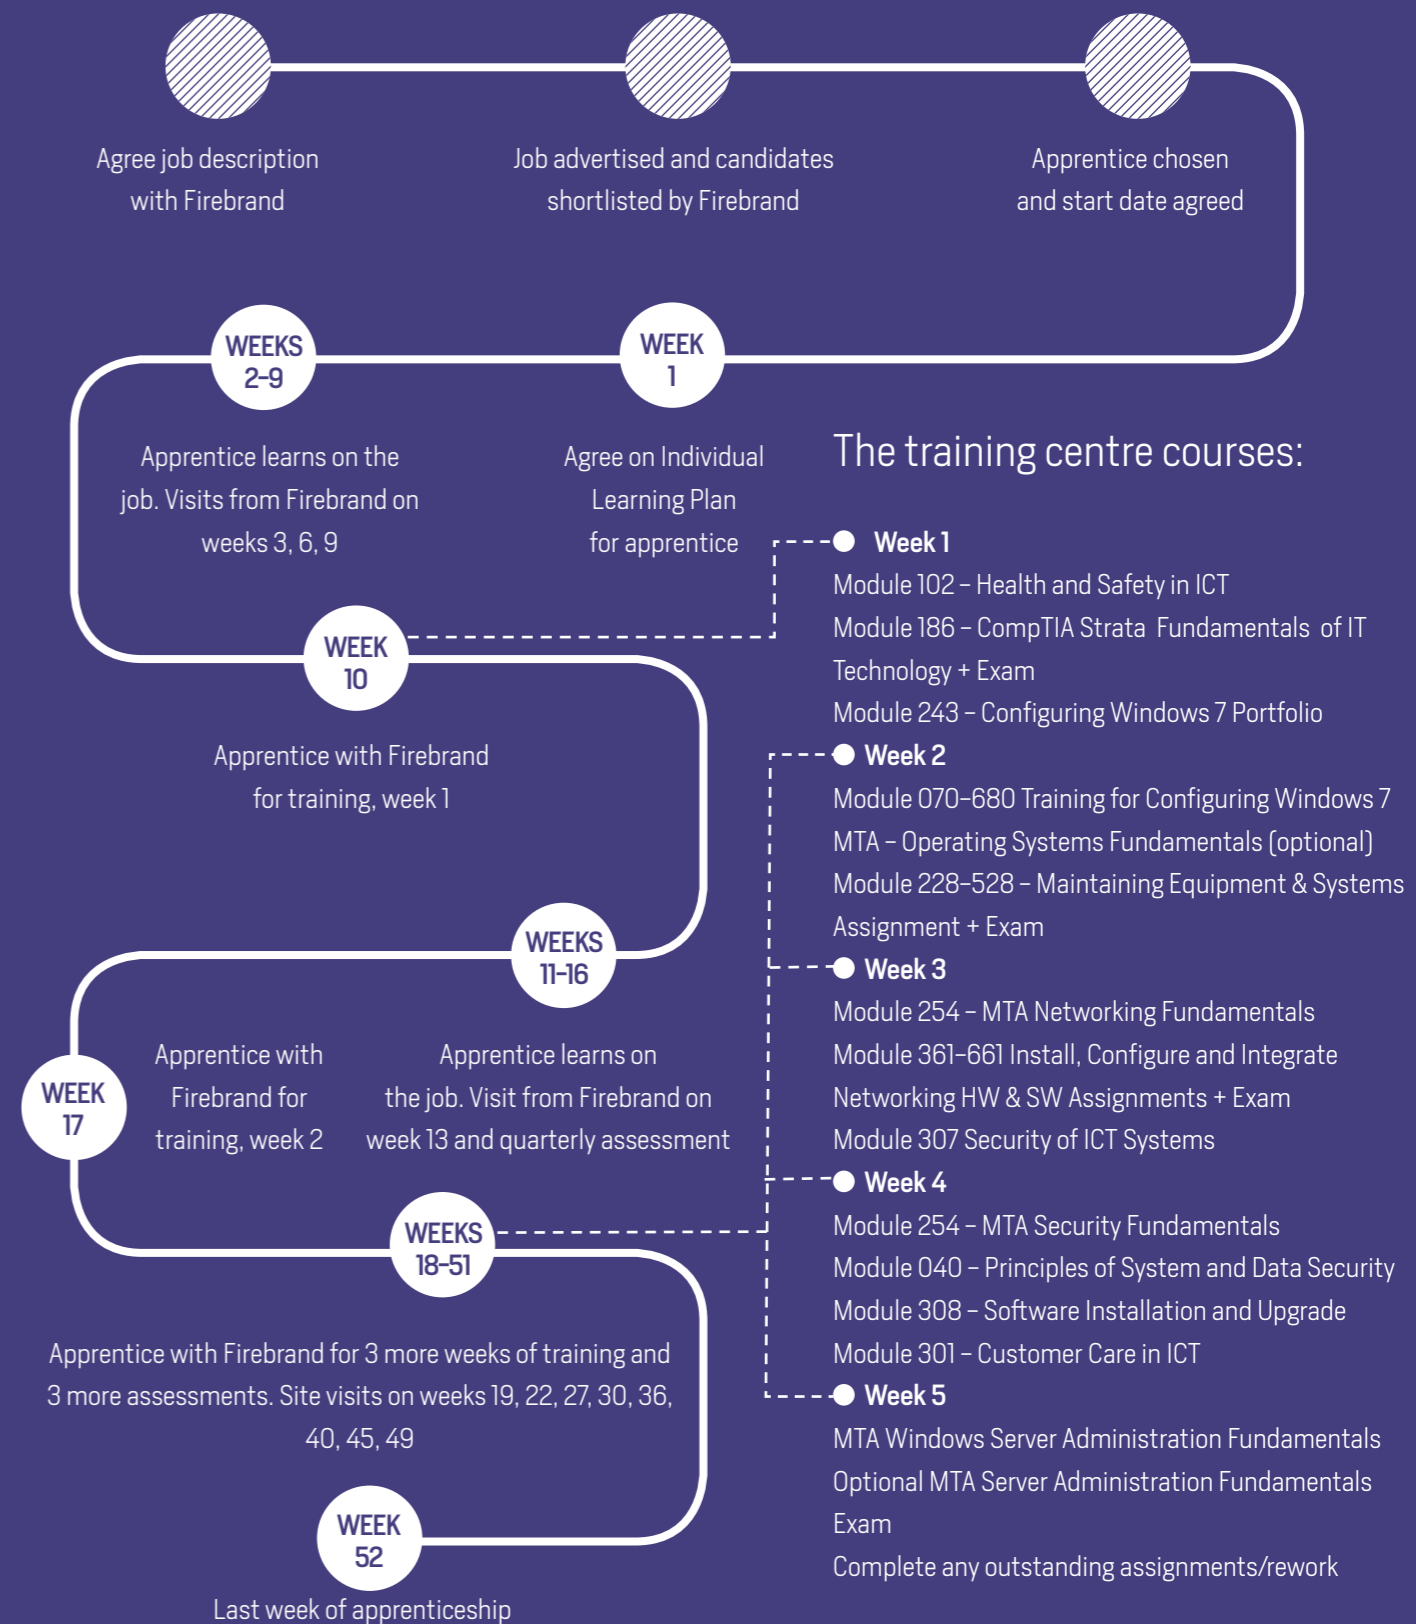 Agree job description
with Firebrand
Job advertised and candidates
shortlisted by Firebrand
Apprentice chosen
and start date agreed
WEEK
1
Agree on Individual
Learning Plan
for apprentice
WEEKS
2-9
Apprentice learns on the
job. Visits from Firebrand on
weeks 3, 6, 9
WEEK
10
Apprentice with Firebrand
for training, week 1
WEEKS
11-16
Apprentice learns on
the job. Visit from Firebrand on
week 13 and quarterly assessment
WEEK
17
Apprentice with
Firebrand for
training, week 2
WEEKS
18-51
Apprentice with Firebrand for 3 more weeks of training and
3 more assessments. Site visits on weeks 19, 22, 27, 30, 36,
40, 45, 49
WEEK
52
Last week of apprenticeship
The training centre courses:
Week 1
Module 102 – Health and Safety in ICT
Module 186 – CompTIA Strata Fundamentals of IT
Technology + Exam
Module 243 – Configuring Windows 7 Portfolio
Week 2
Module 070-680 Training for Configuring Windows 7
MTA – Operating Systems Fundamentals (optional)
Module 228-528 – Maintaining Equipment & Systems
Assignment + Exam
Week 3
Module 254 – MTA Networking Fundamentals
Module 361-661 Install, Configure and Integrate
Networking HW & SW Assignments + Exam
Module 307 Security of ICT Systems
Week 4
Module 254 – MTA Security Fundamentals
Module 040 – Principles of System and Data Security
Module 308 – Software Installation and Upgrade
Module 301 – Customer Care in ICT
Week 5
MTA Windows Server Administration Fundamentals
Optional MTA Server Administration Fundamentals
Exam
Complete any outstanding assignments/rework